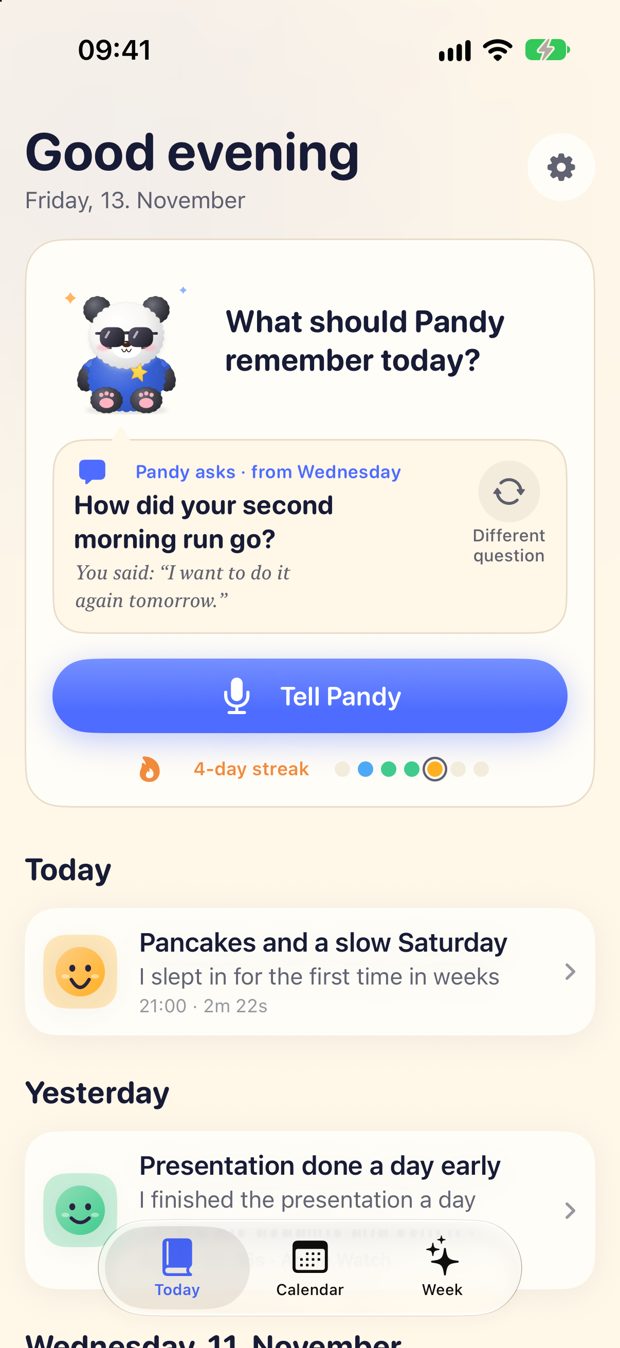 09:41
Good evening
Friday, 13. November
What should Pandy
remember today?
Pandy asks · from Wednesday
How did your second
morning run go?
You said: “I want to do it
again tomorrow.”
Different
question
Tell Pandy
4-day streak
Today
Pancakes and a slow Saturday
I slept in for the first time in weeks
21:00 · 2m 22s
Yesterday
Presentation done a day early
I finished the presentation a day
Watch
Today
Calendar
Week
Wednesday, 11. November